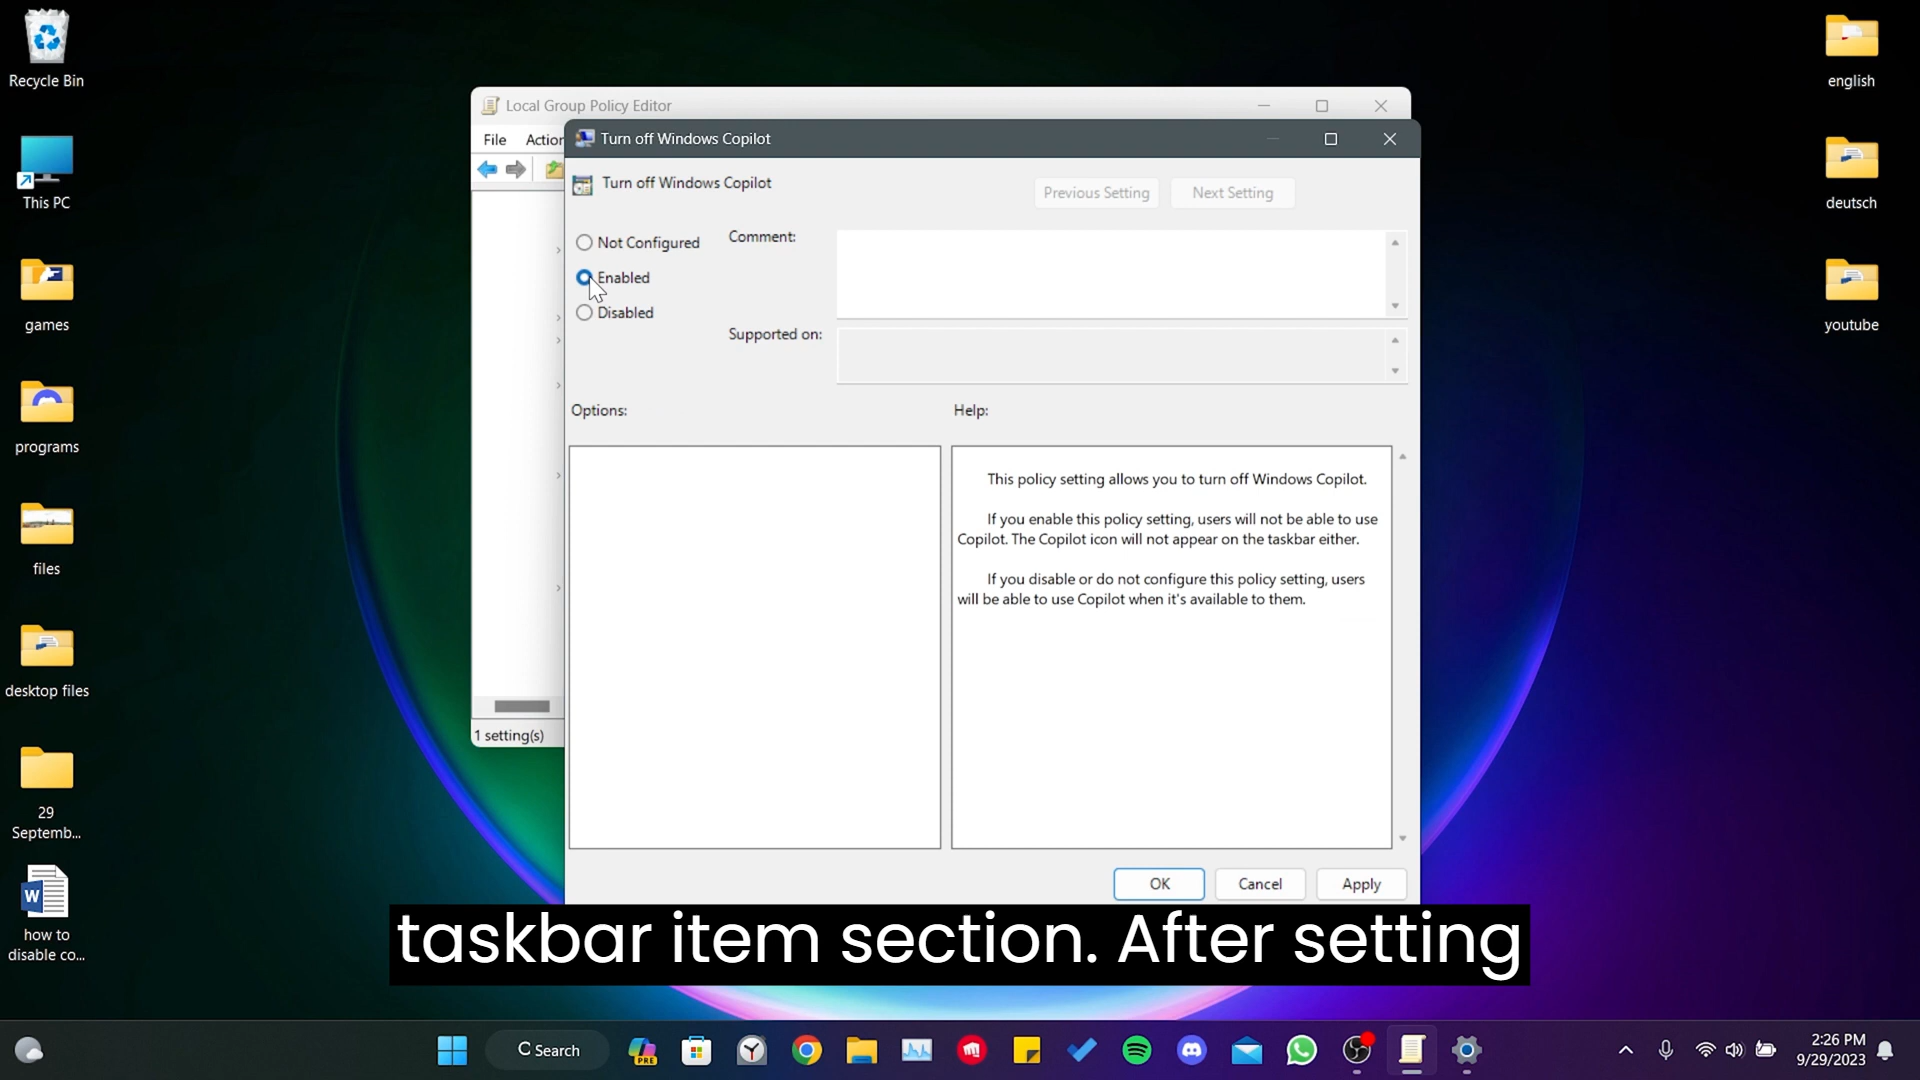 Recycle Bin
This PC
games
programs
files
desktop files
29
Septemb...
how to
disable co...
english
deutsch
youtube
Local Group Policy Editor
File Action
1 setting(s)
Turn off Windows Copilot
Turn off Windows Copilot
Previous Setting
Next Setting
Not Configured
Enabled
Disabled
Comment:
Supported on:
Options:
Help:
This policy setting allows you to turn off Windows Copilot.
If you enable this policy setting, users will not be able to use
Copilot. The Copilot icon will not appear on the taskbar either.
If you disable or do not configure this policy setting, users
will be able to use Copilot when it's available to them.
OK
Cancel
Apply
taskbar item section. After setting
Search
PRE
2:26 PM
9/29/2023